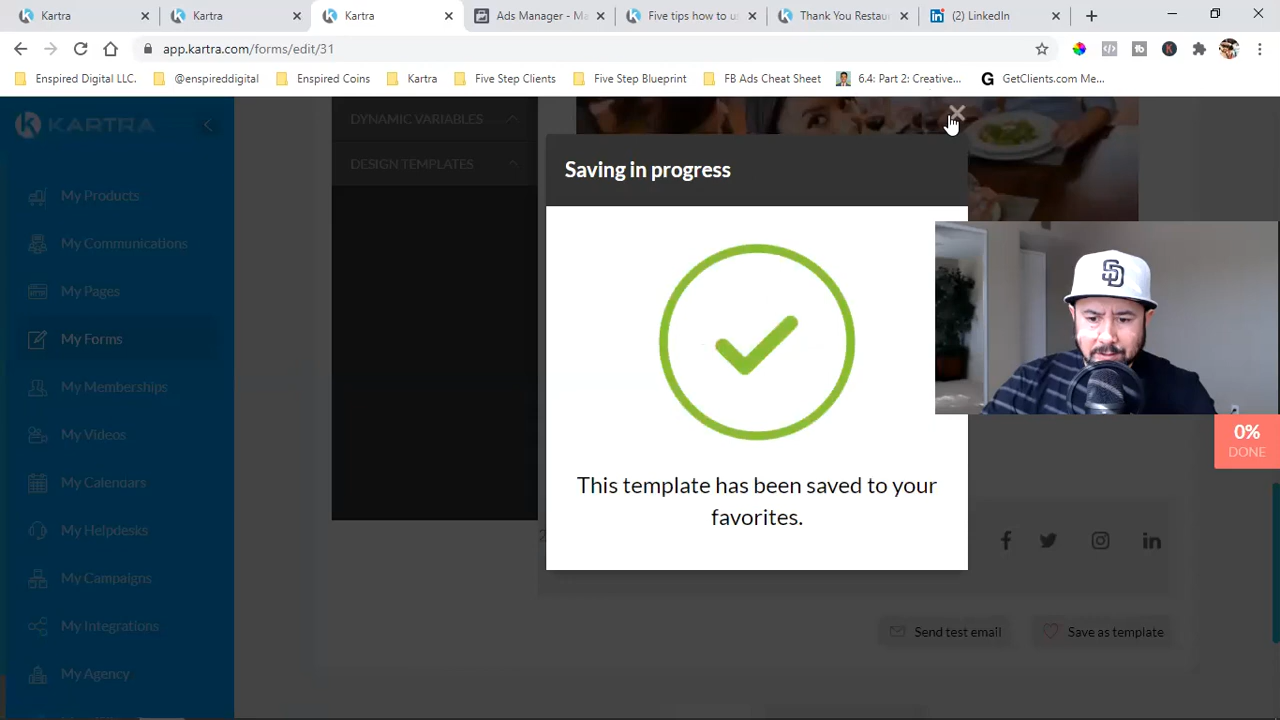 Kartra
Kartra
Kartra
Ads Manager - Ma
Five tips how to us
Thank You Restau
(2) LinkedIn
app.kartra.com/forms/edit/31
Enspired Digital LLC.
@enspireddigital
Enspired Coins
Kartra
Five Step Clients
Five Step Blueprint
FB Ads Cheat Sheet
6.4: Part 2: Creative...
GetClients.com Me...
KARTRA
DYNAMIC VARIABLES
DESIGN TEMPLATES
Saving in progress
My Products
My Communications
My Pages
My Forms
My Memberships
My Videos
My Calendars
My Helpdesks
My Campaigns
My Integrations
My Agency
SD
0%
DONE
This template has been saved to your
favorites.
Send test email
Save as template